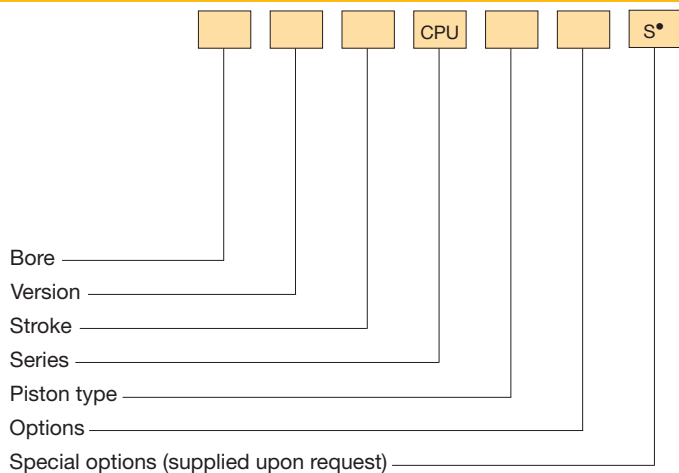 CPU S•
Bore
Version
Stroke
Series
Piston type
Options
Special options (supplied upon request)